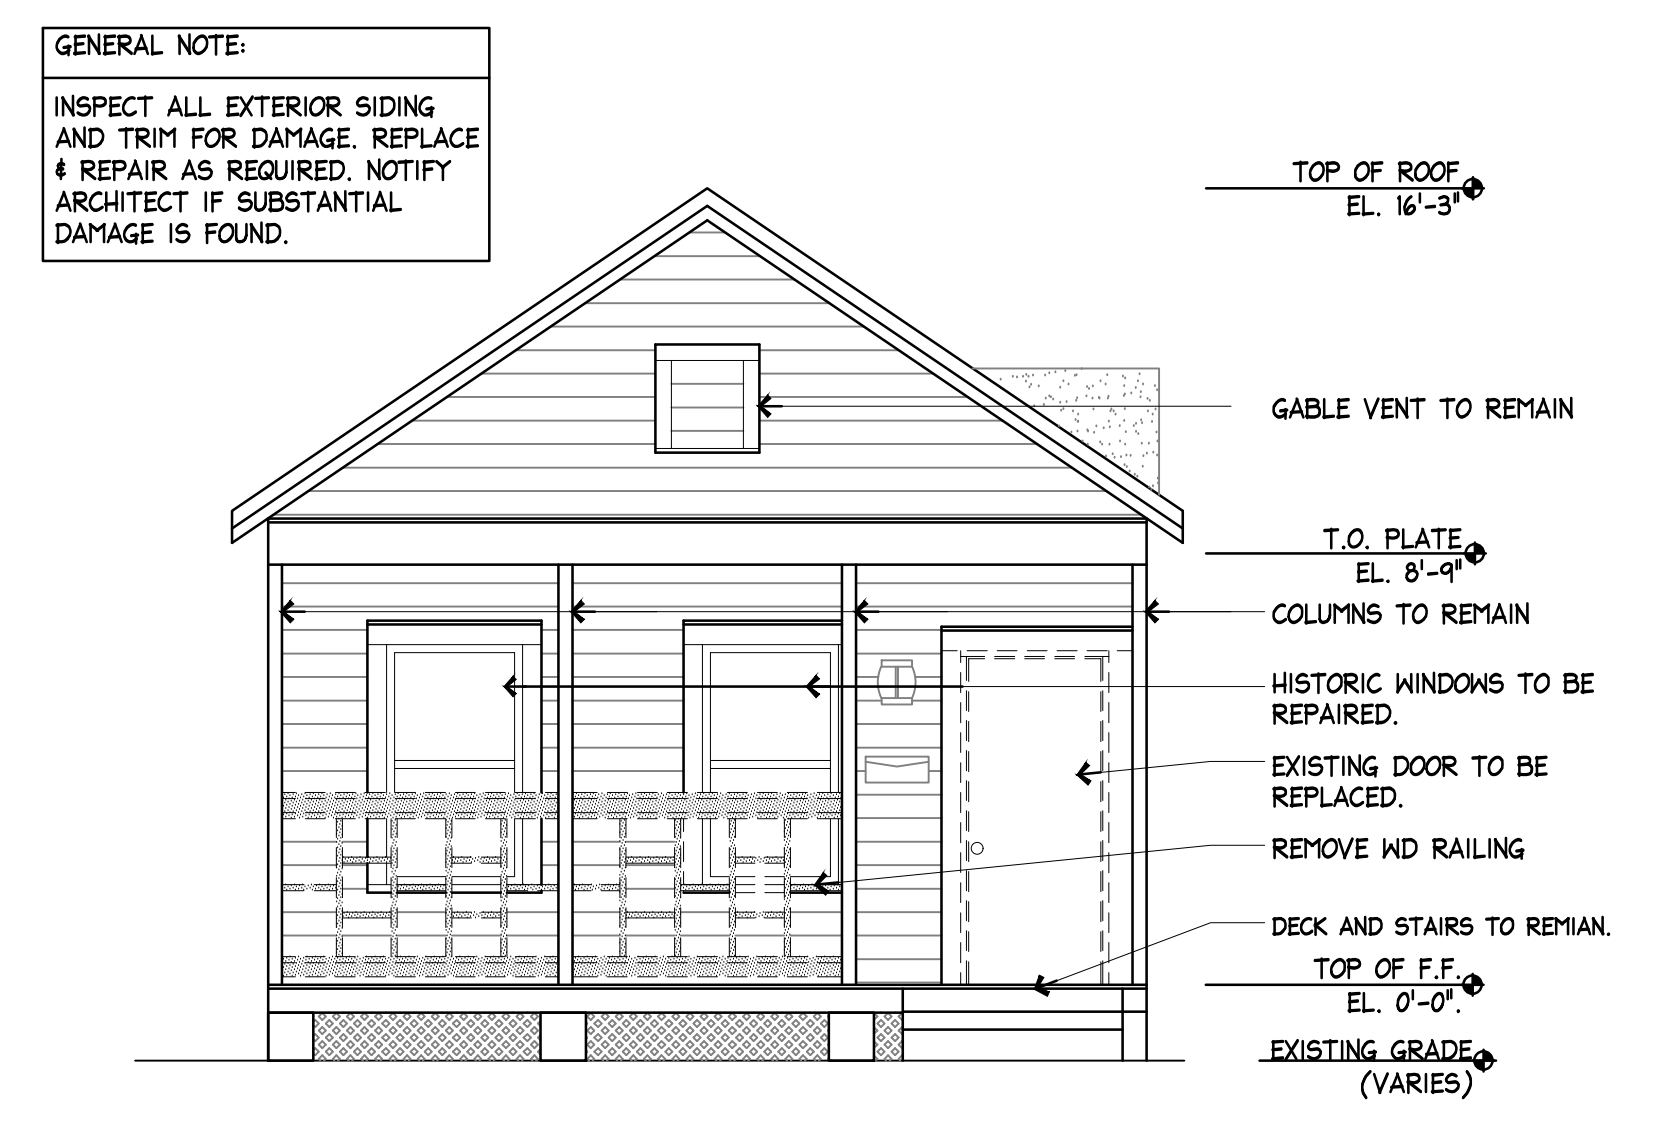 GENERAL NOTE:
INSPECT ALL EXTERIOR SIDING
AND TRIM FOR DAMAGE. REPLACE
& REPAIR AS REQUIRED. NOTIFY
ARCHITECT IF SUBSTANTIAL
DAMAGE IS FOUND.
TOP OF ROOF
EL. 16'-3"
GABLE VENT TO REMAIN
T.O. PLATE
EL. 8'-9"
COLUMNS TO REMAIN
HISTORIC WINDOWS TO BE
REPAIRED.
EXISTING DOOR TO BE
REPLACED.
REMOVE WD RAILING
DECK AND STAIRS TO REMIAN.
TOP OF F.F.
EL. 0'-0".
EXISTING GRADE
(VARIES)